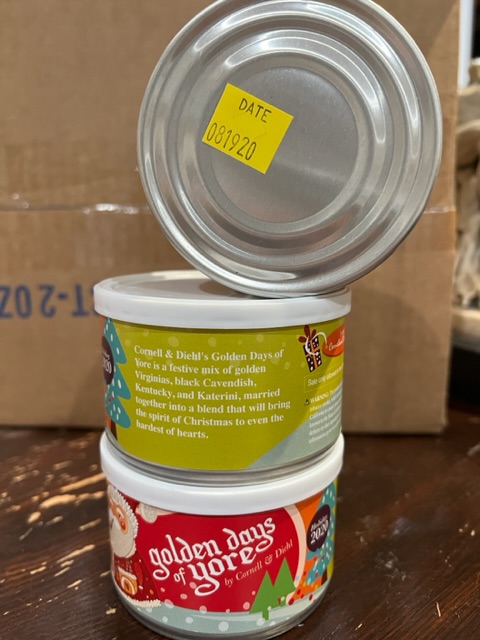 DATE
081920
T-20Z
Cornell & Diehl's Golden Days of
Yore is a festive mix of golden
Virginias, black Cavendish,
Kentucky, and Katerini, married
together into a blend that will bring
the spirit of Christmas to even the
hardest of hearts.
WARNING:
golden days
of yore
by Cornell & Diehl
2020